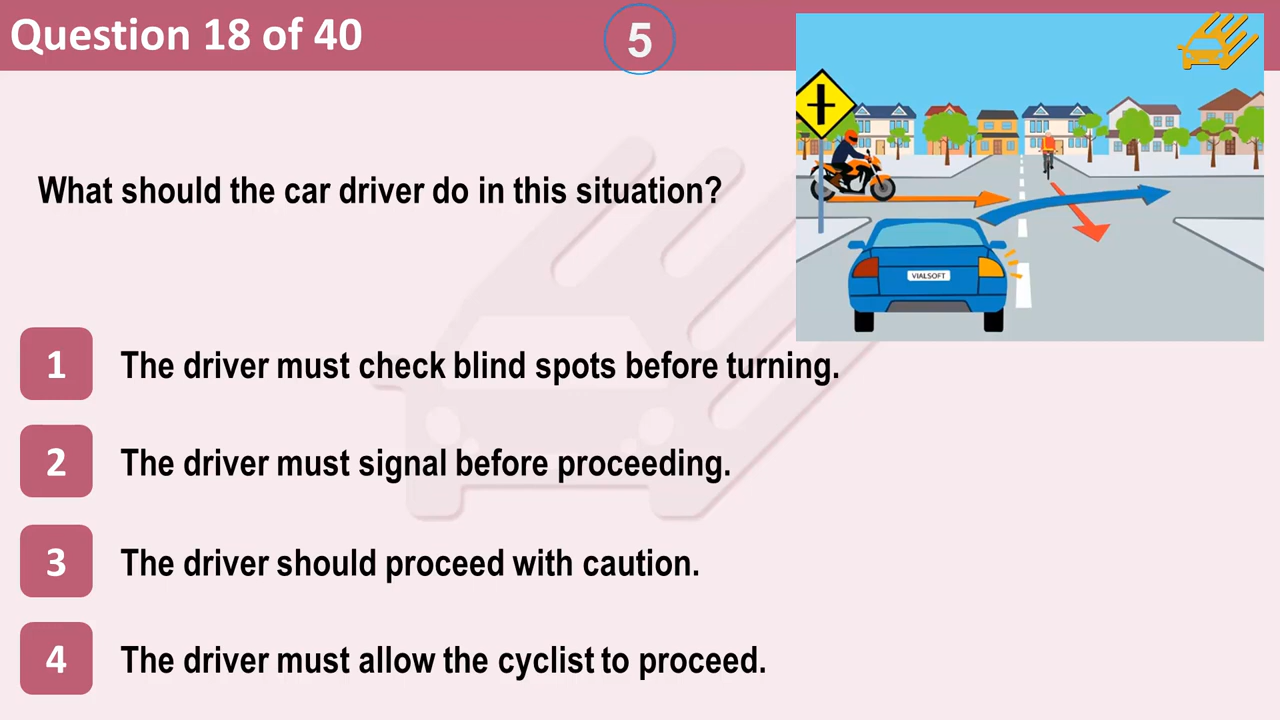 Question 18 of 40
5
What should the car driver do in this situation?
VIALSOFT
1 The driver must check blind spots before turning.
2 The driver must signal before proceeding.
3 The driver should proceed with caution.
4 The driver must allow the cyclist to proceed.